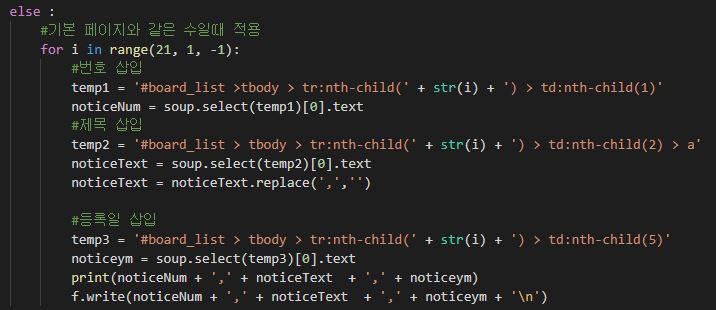 else :
#기본 페이지와 같은 수일때 적용
for i in range(21, 1, -1):
#번호 삽입
temp1 = '#board_list >tbody > tr:nth-child(' + str(i) + ') > td:nth-child(1)'
noticeNum = soup.select(temp1)[0].text
#제목 삽입
temp2 = '#board_list > tbody > tr:nth-child(' + str(i) + ') > td:nth-child(2) > a'
noticeText = soup.select(temp2)[0].text
noticeText = noticeText.replace(',','')
#등록일 삽입
temp3 = '#board_list > tbody > tr:nth-child(' + str(i) + ') > td:nth-child(5)'
noticeym = soup.select(temp3)[0].text
print(noticeNum + ',' + noticeText  + ',' + noticeym)
f.write(noticeNum + ',' + noticeText  + ',' + noticeym + '\n')